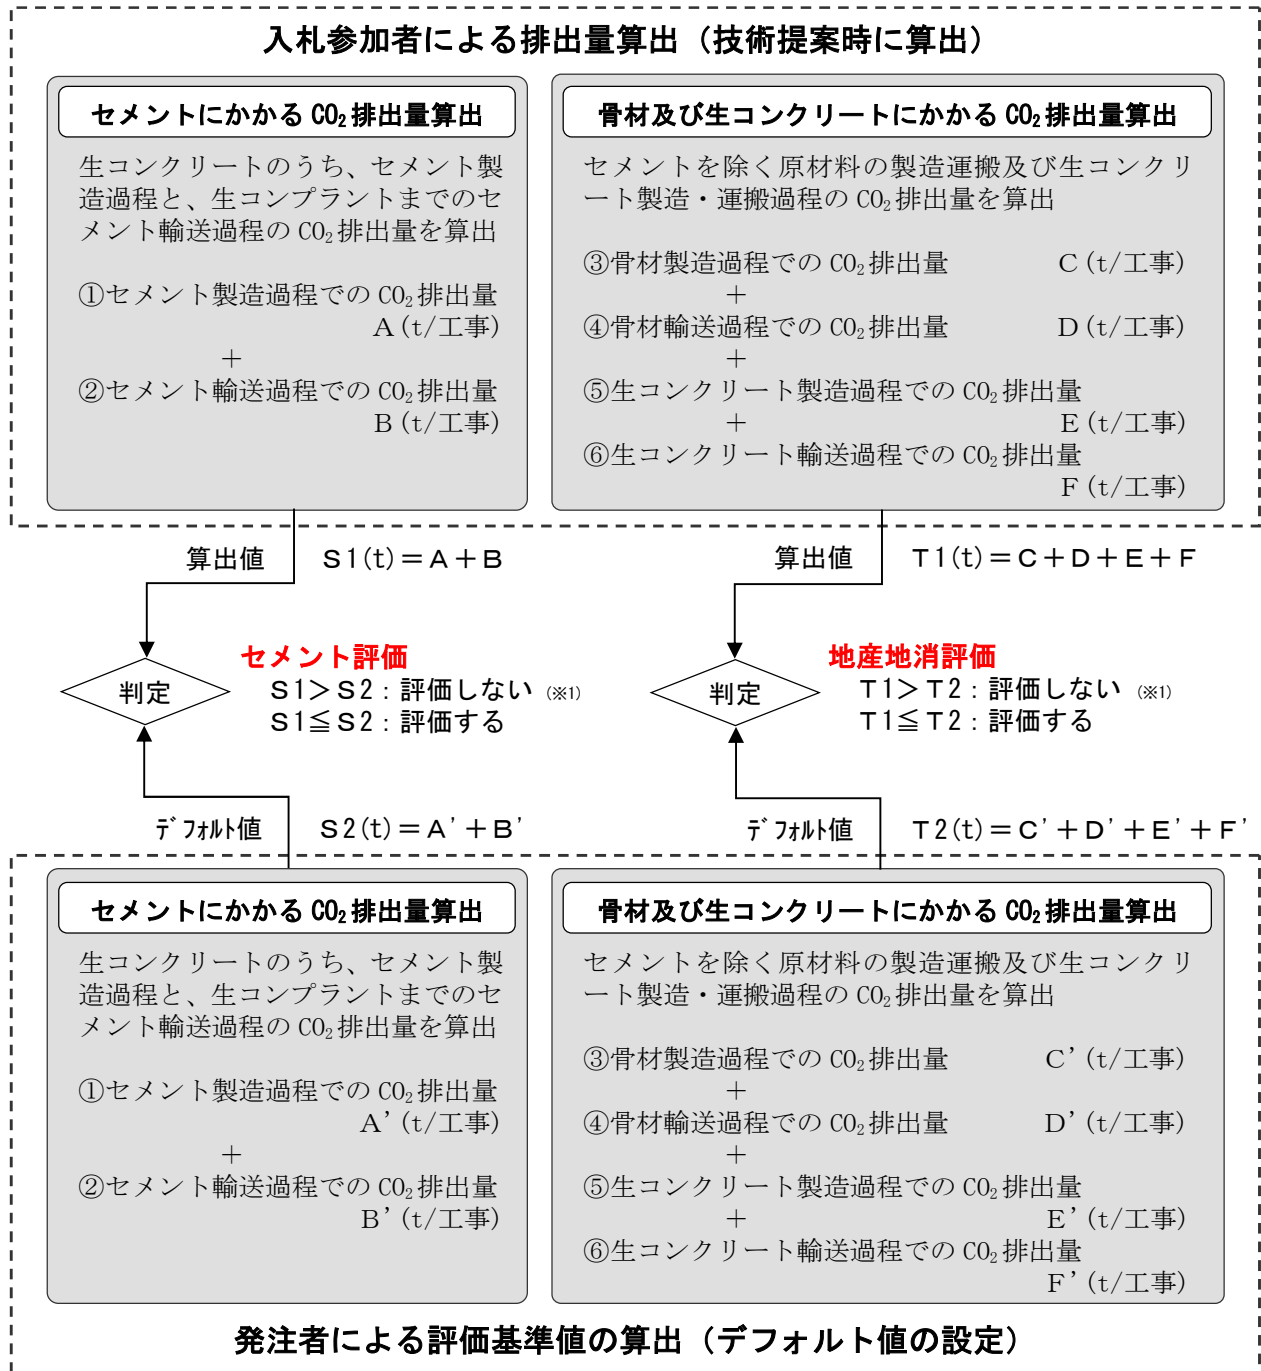 入札参加者による排出量算出（技術提案時に算出）
セメントにかかる CO₂排出量算出
生コンクリートのうち、セメント製
造過程と、生コンプラントまでのセ
メント輸送過程の CO₂排出量を算出
①セメント製造過程での CO₂排出量
A（t/工事）
＋
②セメント輸送過程での CO₂排出量
B（t/工事）
骨材及び生コンクリートにかかる CO₂排出量算出
セメントを除く原材料の製造運搬及び生コンクリ
ート製造・運搬過程の CO₂排出量を算出
③骨材製造過程での CO₂排出量 C（t/工事）
＋
④骨材輸送過程での CO₂排出量 D（t/工事）
＋
⑤生コンクリート製造過程での CO₂排出量
＋ E（t/工事）
⑥生コンクリート輸送過程での CO₂排出量
F（t/工事）
算出値 S1(t)＝A＋B
算出値 T1(t)＝C＋D＋E＋F
セメント評価
判定
S1＞S2：評価しない（※1）
S1≦S2：評価する
地産地消評価
判定
T1＞T2：評価しない（※1）
T1≦T2：評価する
ﾃﾞﾌｫﾙﾄ値 S2(t)＝A'＋B'
ﾃﾞﾌｫﾙﾄ値 T2(t)＝C'＋D'＋E'＋F'
セメントにかかる CO₂排出量算出
生コンクリートのうち、セメント製
造過程と、生コンプラントまでのセ
メント輸送過程の CO₂排出量を算出
①セメント製造過程での CO₂排出量
A’（t/工事）
＋
②セメント輸送過程での CO₂排出量
B’（t/工事）
骨材及び生コンクリートにかかる CO₂排出量算出
セメントを除く原材料の製造運搬及び生コンクリ
ート製造・運搬過程の CO₂排出量を算出
③骨材製造過程での CO₂排出量 C’（t/工事）
＋
④骨材輸送過程での CO₂排出量 D’（t/工事）
＋
⑤生コンクリート製造過程での CO₂排出量
＋ E’（t/工事）
⑥生コンクリート輸送過程での CO₂排出量
F’（t/工事）
発注者による評価基準値の算出（デフォルト値の設定）